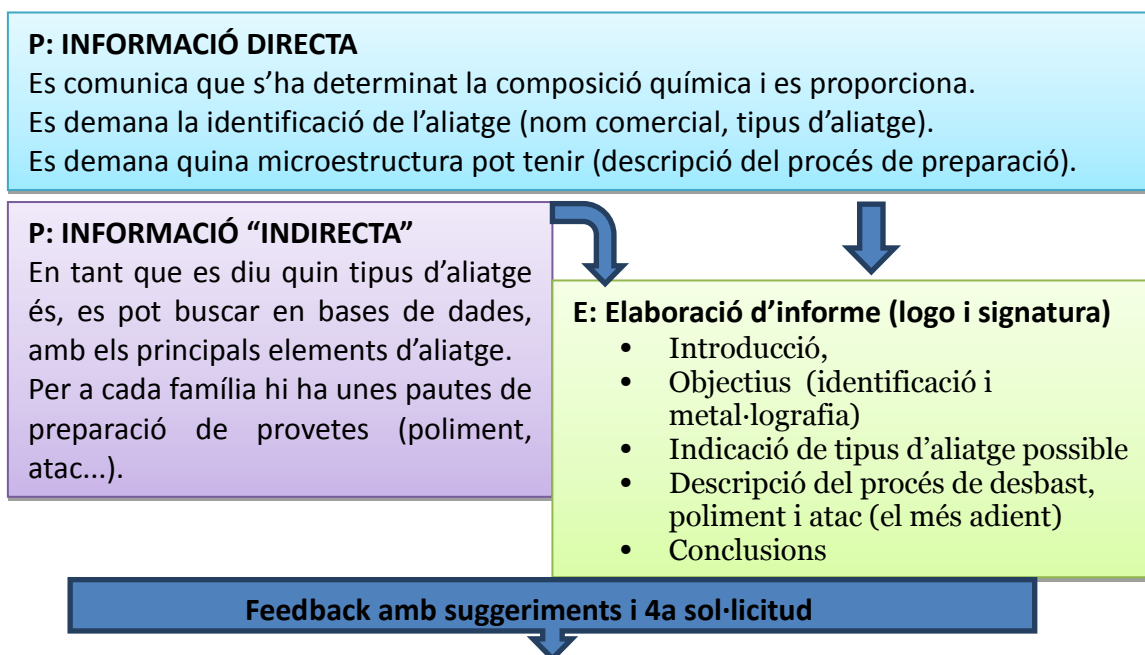 P: INFORMACIÓ DIRECTA
Es comunica que s’ha determinat la composició química i es proporciona.
Es demana la identificació de l’aliatge (nom comercial, tipus d’aliatge).
Es demana quina microestructura pot tenir (descripció del procés de preparació).
P: INFORMACIÓ “INDIRECTA”
En tant que es diu quin tipus d’aliatge
és, es pot buscar en bases de dades,
amb els principals elements d’aliatge.
Per a cada família hi ha unes pautes de
preparació de provetes (poliment,
atac...).
E: Elaboració d’informe (logo i signatura)
• Introducció,
• Objectius (identificació i
metal·lografia)
• Indicació de tipus d’aliatge possible
• Descripció del procés de desbast,
poliment i atac (el més adient)
• Conclusions
Feedback amb suggeriments i 4a sol·licitud